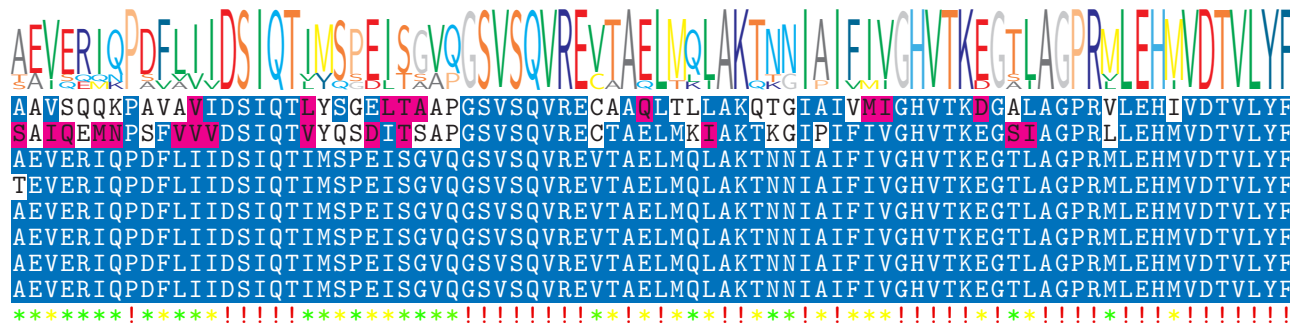 AEVERIQPDFLIIDSIQTIMSPEISGVQGSVSQVREVTAELMQLAKTNNIAIFIVGHVTKEGTLAGPRMLEHMVDTVLYF
AAVSQQKPAVAVIDSIQTLYSGELTAAPGSVSQVRECAAQLTLLAKQTGIAIVMIGHVTKDGALAGPRVLEHIVDTVLYF
SAIQEMNPSFVVVDSIQTVYQSDITSAPGSVSQVRECTAELMKIAKTKGIPIFIVGHVTKEGSIAGPRLLEHMVDTVLYF
AEVERIQPDFLIIDSIQTIMSPEISGVQGSVSQVREVTAELMQLAKTNNIAIFIVGHVTKEGTLAGPRMLEHMVDTVLYF
TEVERIQPDFLIIDSIQTIMSPEISGVQGSVSQVREVTAELMQLAKTNNIAIFIVGHVTKEGTLAGPRMLEHMVDTVLYF
AEVERIQPDFLIIDSIQTIMSPEISGVQGSVSQVREVTAELMQLAKTNNIAIFIVGHVTKEGTLAGPRMLEHMVDTVLYF
AEVERIQPDFLIIDSIQTIMSPEISGVQGSVSQVREVTAELMQLAKTNNIAIFIVGHVTKEGTLAGPRMLEHMVDTVLYF
AEVERIQPDFLIIDSIQTIMSPEISGVQGSVSQVREVTAELMQLAKTNNIAIFIVGHVTKEGTLAGPRMLEHMVDTVLYF
AEVERIQPDFLIIDSIQTIMSPEISGVQGSVSQVREVTAELMQLAKTNNIAIFIVGHVTKEGTLAGPRMLEHMVDTVLYF
*******!*****!!!!!**********!!!!!!!!**!*!***!!***!*!***!!!!!*!**!!!!*!!!*!!!!!!!